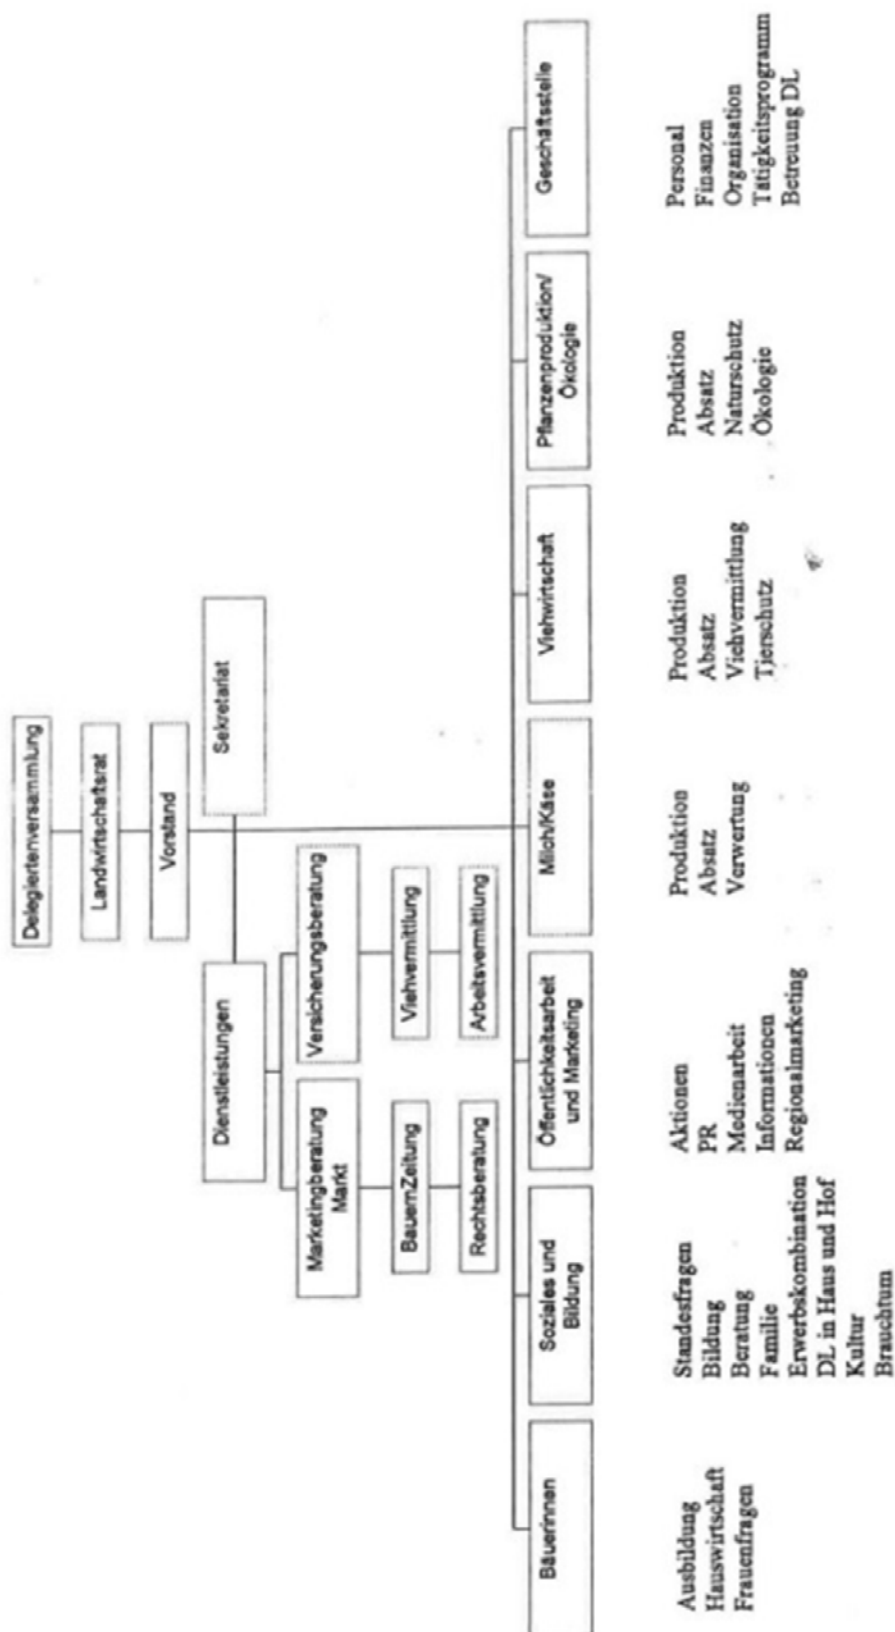 Delegiertenversammlung
Landwirtschaftsrat
Vorstand
Dienstleistungen
Sekretariat
Marketingberatung
Markt
Versicherungsberatung
BauernZeitung
Viehvermittlung
Rechtsberatung
Arbeitsvermittlung
Bäuerinnen
Soziales und
Bildung
Öffentlichkeitsarbeit
und Marketing
Milch/Käse
Viehwirtschaft
Pflanzenproduktion/
Ökologie
Geschäftsstelle
Ausbildung
Hauswirtschaft
Frauenfragen
Standesfragen
Bildung
Beratung
Familie
Erwerbskombination
DL in Haus und Hof
Kultur
Brauchtum
Aktionen
PR
Medienarbeit
Informationen
Regionalmarketing
Produktion
Absatz
Verwertung
Produktion
Absatz
Viehvermittlung
Tierschutz
Produktion
Absatz
Naturschutz
Ökologie
Personal
Finanzen
Organisation
Tätigkeitsprogramm
Betreuung DL